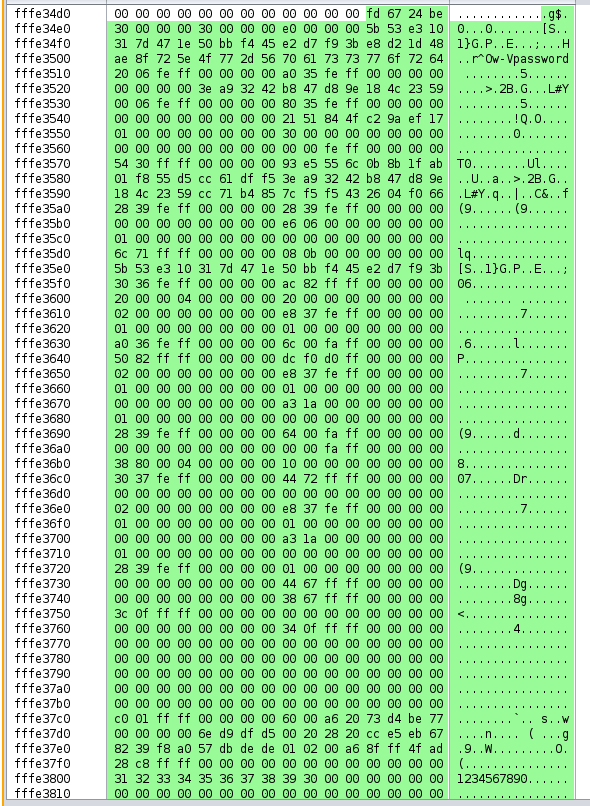 fffe34d0 00 00 00 00 00 00 00 00 00 00 00 00 fd 67 24 be .............g$.
fffe34e0 30 00 00 00 30 00 00 00 e0 00 00 00 5b 53 e3 10 0...0.......[S..
fffe34f0 31 7d 47 1e 50 bb f4 45 e2 d7 f9 3b e8 d2 1d 48 1}G.P..E...;...H
fffe3500 ae 8f 72 5e 4f 77 2d 56 70 61 73 73 77 6f 72 64 ..r^Ow-Vpassword
fffe3510 20 06 fe ff 00 00 00 00 a0 35 fe ff 00 00 00 00  ........5......
fffe3520 00 00 00 00 3e a9 32 42 b8 47 d8 9e 18 4c 23 59 ....>.2B.G...L#Y
fffe3530 00 06 fe ff 00 00 00 00 80 35 fe ff 00 00 00 00 .........5......
fffe3540 00 00 00 00 00 00 00 00 21 51 84 4f c2 9a ef 17 ........!Q.O....
fffe3550 01 00 00 00 00 00 00 00 30 00 00 00 00 00 00 00 ........0.......
fffe3560 00 00 00 00 00 00 00 00 00 00 fe ff 00 00 00 00 ................
fffe3570 54 30 ff ff 00 00 00 00 93 e5 55 6c 0b 8b 1f ab T0........Ul....
fffe3580 01 f8 55 d5 cc 61 df f5 3e a9 32 42 b8 47 d8 9e ..U..a..>.2B.G..
fffe3590 18 4c 23 59 cc 71 b4 85 7c f5 f5 43 26 04 f0 66 .L#Y.q..|..C&..f
fffe35a0 28 39 fe ff 00 00 00 00 28 39 fe ff 00 00 00 00 (9......(9......
fffe35b0 00 00 00 00 00 00 00 00 e6 06 00 00 00 00 00 00 ................
fffe35c0 01 00 00 00 00 00 00 00 00 00 00 00 00 00 00 00 ................
fffe35d0 6c 71 ff ff 00 00 00 00 08 0b 00 00 00 00 00 00 lq..............
fffe35e0 5b 53 e3 10 31 7d 47 1e 50 bb f4 45 e2 d7 f9 3b [S..1}G.P..E...;
fffe35f0 30 36 fe ff 00 00 00 00 ac 82 ff ff 00 00 00 00 06..............
fffe3600 20 00 00 04 00 00 00 00 20 00 00 00 00 00 00 00  ....... .......
fffe3610 02 00 00 00 00 00 00 00 e8 37 fe ff 00 00 00 00 .........7......
fffe3620 01 00 00 00 00 00 00 00 01 00 00 00 00 00 00 00 ................
fffe3630 a0 36 fe ff 00 00 00 00 6c 00 fa ff 00 00 00 00 .6......l.......
fffe3640 50 82 ff ff 00 00 00 00 dc f0 d0 ff 00 00 00 00 P...............
fffe3650 02 00 00 00 00 00 00 00 e8 37 fe ff 00 00 00 00 .........7......
fffe3660 01 00 00 00 00 00 00 00 01 00 00 00 00 00 00 00 ................
fffe3670 00 00 00 00 00 00 00 00 a3 1a 00 00 00 00 00 00 ................
fffe3680 01 00 00 00 00 00 00 00 00 00 00 00 00 00 00 00 ................
fffe3690 28 39 fe ff 00 00 00 00 64 00 fa ff 00 00 00 00 (9......d.......
fffe36a0 00 00 00 00 00 00 00 00 00 00 fa ff 00 00 00 00 ................
fffe36b0 38 80 00 04 00 00 00 00 10 00 00 00 00 00 00 00 8...............
fffe36c0 30 37 fe ff 00 00 00 00 44 72 ff ff 00 00 00 00 07......Dr......
fffe36d0 00 00 00 00 00 00 00 00 00 00 00 00 00 00 00 00 ................
fffe36e0 02 00 00 00 00 00 00 00 e8 37 fe ff 00 00 00 00 .........7......
fffe36f0 01 00 00 00 00 00 00 00 01 00 00 00 00 00 00 00 ................
fffe3700 00 00 00 00 00 00 00 00 a3 1a 00 00 00 00 00 00 ................
fffe3710 01 00 00 00 00 00 00 00 00 00 00 00 00 00 00 00 ................
fffe3720 28 39 fe ff 00 00 00 00 01 00 00 00 00 00 00 00 (9..............
fffe3730 00 00 00 00 00 00 00 00 44 67 ff ff 00 00 00 00 ........Dg......
fffe3740 00 00 00 00 00 00 00 00 38 67 ff ff 00 00 00 00 ........8g......
fffe3750 3c 0f ff ff 00 00 00 00 00 00 00 00 00 00 00 00 <...............
fffe3760 00 00 00 00 00 00 00 00 34 0f ff ff 00 00 00 00 ........4.......
fffe3770 00 00 00 00 00 00 00 00 00 00 00 00 00 00 00 00 ................
fffe3780 00 00 00 00 00 00 00 00 00 00 00 00 00 00 00 00 ................
fffe3790 00 00 00 00 00 00 00 00 00 00 00 00 00 00 00 00 ................
fffe37a0 00 00 00 00 00 00 00 00 00 00 00 00 00 00 00 00 ................
fffe37b0 00 00 00 00 00 00 00 00 00 00 00 00 00 00 00 00 ................
fffe37c0 c0 01 ff ff 00 00 00 00 60 00 a6 20 73 d4 be 77 ........`.. s..w
fffe37d0 00 00 00 00 6e d9 df d5 00 20 28 20 cc e5 eb 67 ....n.... ( ...g
fffe37e0 82 39 f8 a0 57 db de de 01 02 00 a6 8f ff 4f ad .9..W.........O.
fffe37f0 28 c8 ff ff 00 00 00 00 00 00 00 00 00 00 00 00 (...............
fffe3800 31 32 33 34 35 36 37 38 39 30 00 00 00 00 00 00 1234567890......
fffe3810 00 00 00 00 00 00 00 00 00 00 00 00 00 00 00 00 ................